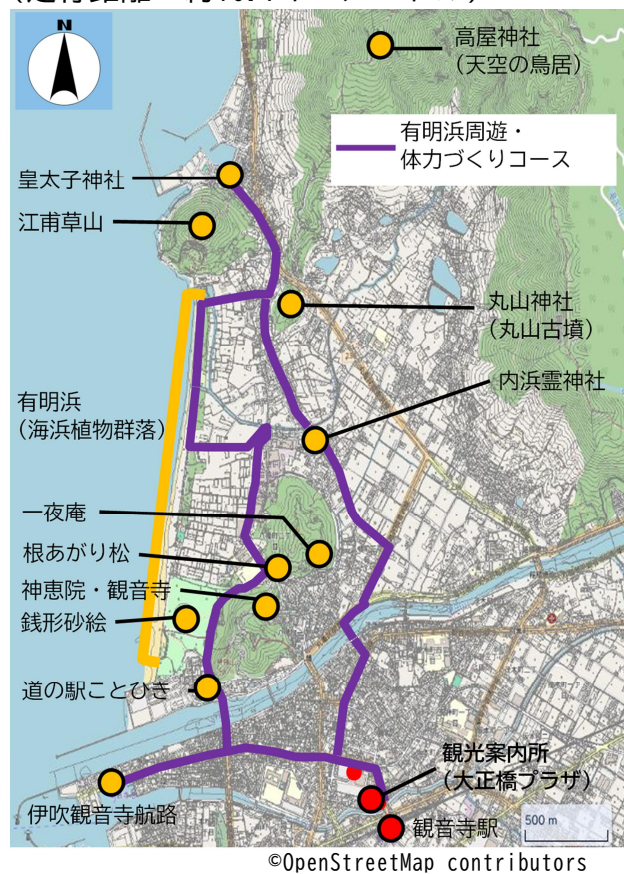 N
高屋神社
(天空の鳥居)
有明浜周遊・
体力づくりコース
皇太子神社
江甫草山
丸山神社
(丸山古墳)
内浜霊神社
有明浜
(海浜植物群落)
一夜庵
根あがり松
神恵院・観音寺
銭形砂絵
道の駅ことひき
観光案内所
(大正橋プラザ)
伊吹観音寺航路
観音寺駅
500 m
©OpenStreetMap contributors